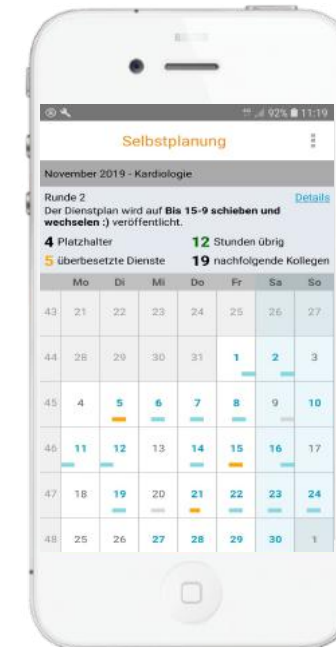 92% 11:19
Selbstplanung
November 2019 - Kardiologie
Runde 2 Details
Der Dienstplan wird auf Bis 15-9 schieben und
wechselen :) veröffentlicht.
4 Platzhalter 12 Stunden übrig
5 überbesetzte Dienste 19 nachfolgende Kollegen
Mo Di Mi Do Fr Sa So
43 21 22 23 24 25 26 27
44 28 29 30 31 1 2 3
45 4 5 6 7 8 9 10
46 11 12 13 14 15 16 17
47 18 19 20 21 22 23 24
48 25 26 27 28 29 30 1